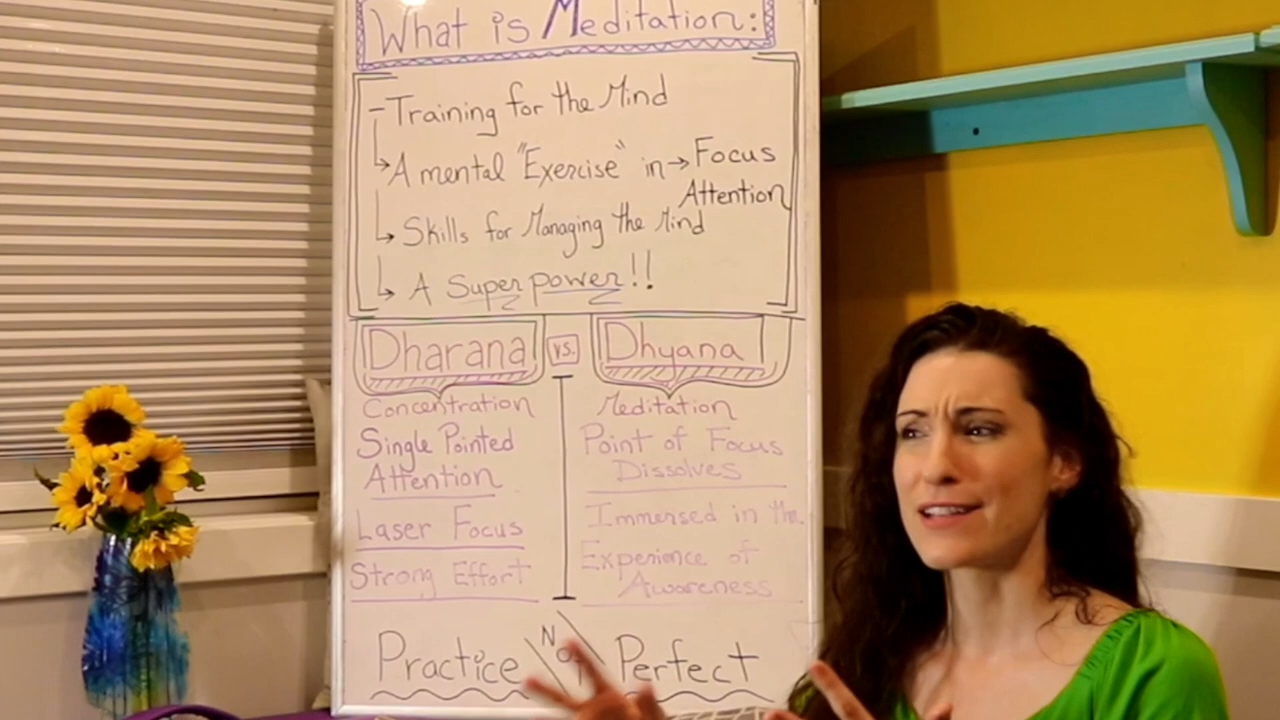 What is Meditation:
- Training for the Mind
→ A mental "Exercise" in → Focus
Attention
→ Skills for Managing the Mind
→ A Superpower!!
Dharana vs. Dhyana
Concentration
Single Pointed
Attention
Laser Focus
Strong Effort
Meditation
Point of Focus
Dissolves
Immersed in the
Experience of
Awareness
Practice Not Perfect